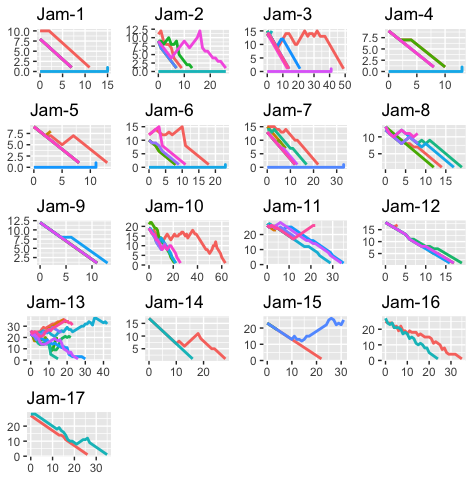 Jam-1 Jam-2 Jam-3 Jam-4
10.0 12.5 15 7.5
7.5 10.0 10 5.0
5.0 7.5 5 2.5
2.5 5.0 0 0.0
0.0 2.5
0 5 10 15 0 5 10 15 20 25 0 10 20 30 40 50 0 5 10
Jam-5 Jam-6 Jam-7 Jam-8
7.5 15 15 10
5.0 10 10 5
2.5 5 5
0.0 0 0
0 5 10 0 5 10 15 20 0 10 20 30 0 5 10 15
Jam-9 Jam-10 Jam-11 Jam-12
12.5 20 20 15
10.0 15 10 10
7.5 10 0 5
5.0 5
2.5 0
0 5 10 0 10 20 30 40 50 60 0 10 20 30 0 5 10 15
Jam-13 Jam-14 Jam-15 Jam-16
30 15 20 20
20 10 10 10
10 5 0 0
0
0 10 20 30 40 0 10 20 0 10 20 30 0 10 20 30
Jam-17
20
10
0
0 10 20 30